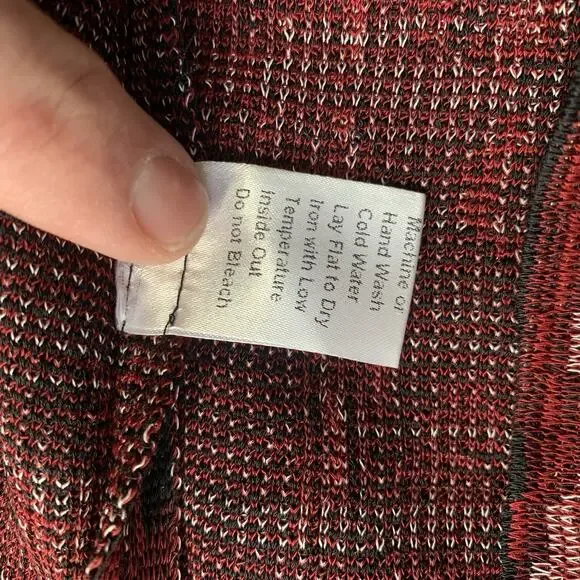 Machine or
Hand Wash
Cold Water
Lay Flat to Dry
Iron with Low
Temperature
Inside Out
Do not Bleach